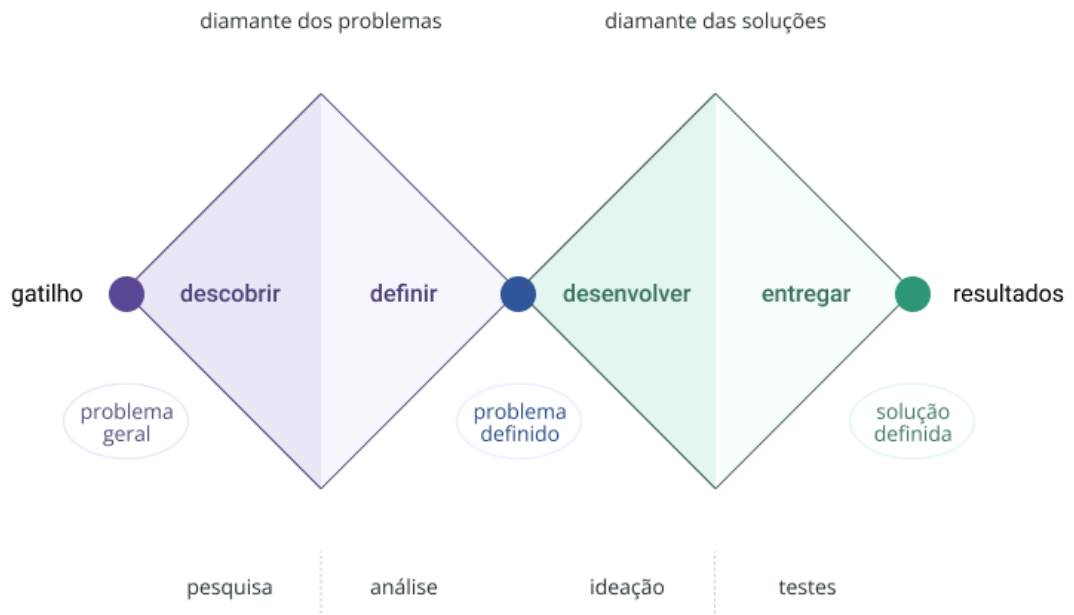 diamante dos problemas
diamante das soluções
gatilho
descobrir
definir
desenvolver
entregar
resultados
problema
geral
problema
definido
solução
definida
pesquisa
análise
ideação
testes